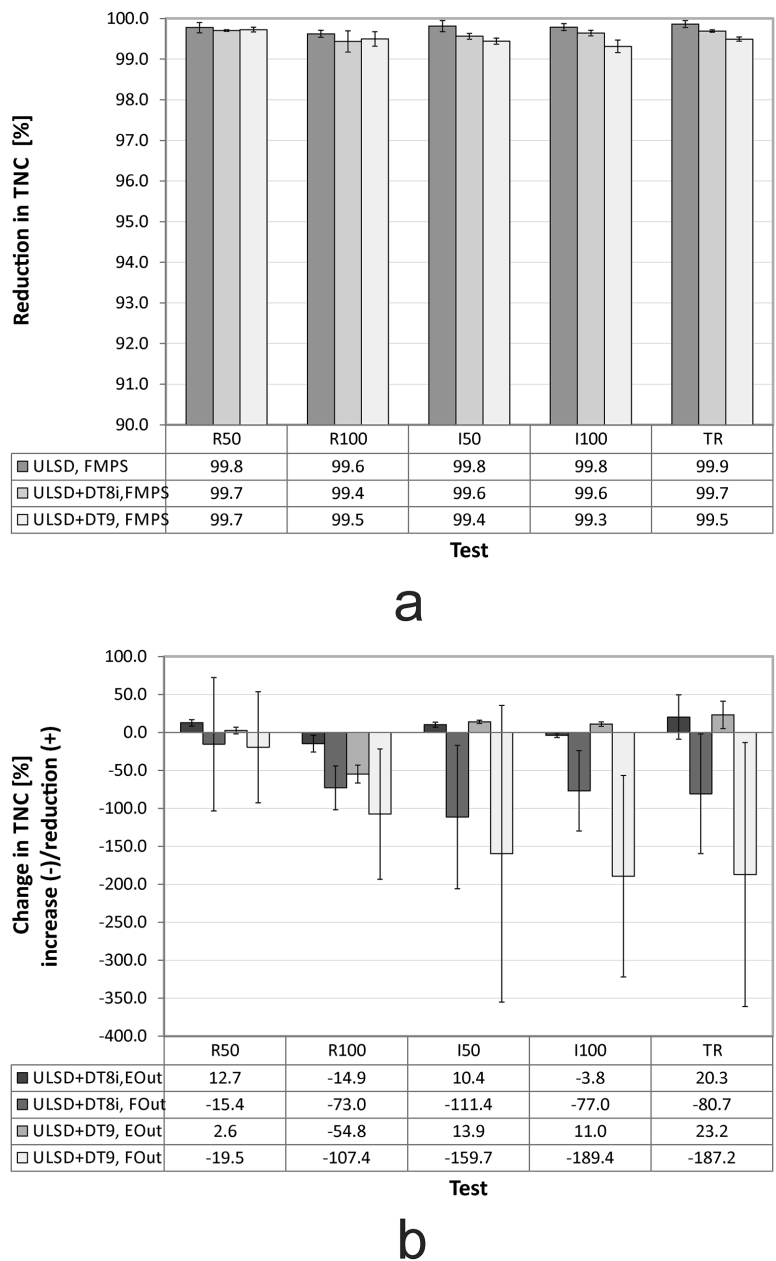 100.0
99.0
98.0
97.0
96.0
95.0
94.0
93.0
92.0
91.0
90.0
Reduction in TNC [%]
R50 R100 I50 I100 TR
ULSD, FMPS 99.8 99.6 99.8 99.8 99.9
ULSD+DT8i,FMPS 99.7 99.4 99.6 99.6 99.7
ULSD+DT9, FMPS 99.7 99.5 99.4 99.3 99.5
Test
a
100.0
50.0
0.0
-50.0
-100.0
-150.0
-200.0
-250.0
-300.0
-350.0
-400.0
Change in TNC [%]
increase (-)/reduction (+)
R50 R100 I50 I100 TR
ULSD+DT8i,EOut 12.7 -14.9 10.4 -3.8 20.3
ULSD+DT8i, FOut -15.4 -73.0 -111.4 -77.0 -80.7
ULSD+DT9, EOut 2.6 -54.8 13.9 11.0 23.2
ULSD+DT9, FOut -19.5 -107.4 -159.7 -189.4 -187.2
Test
b